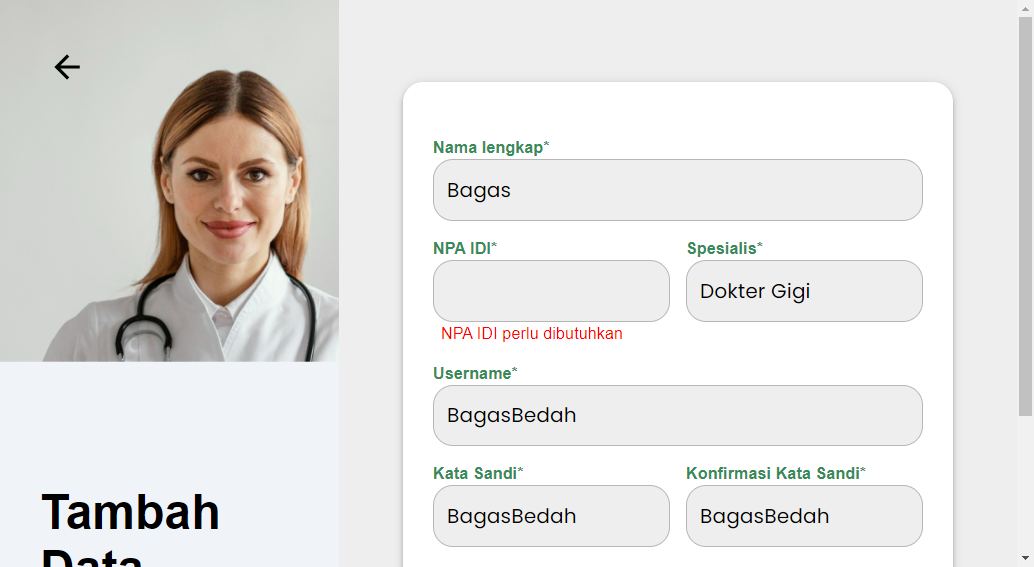 Nama lengkap*
Bagas
NPA IDI*
Spesialis*
Dokter Gigi
NPA IDI perlu dibutuhkan
Username*
BagasBedah
Kata Sandi*
Konfirmasi Kata Sandi*
BagasBedah
BagasBedah
Tambah
Data